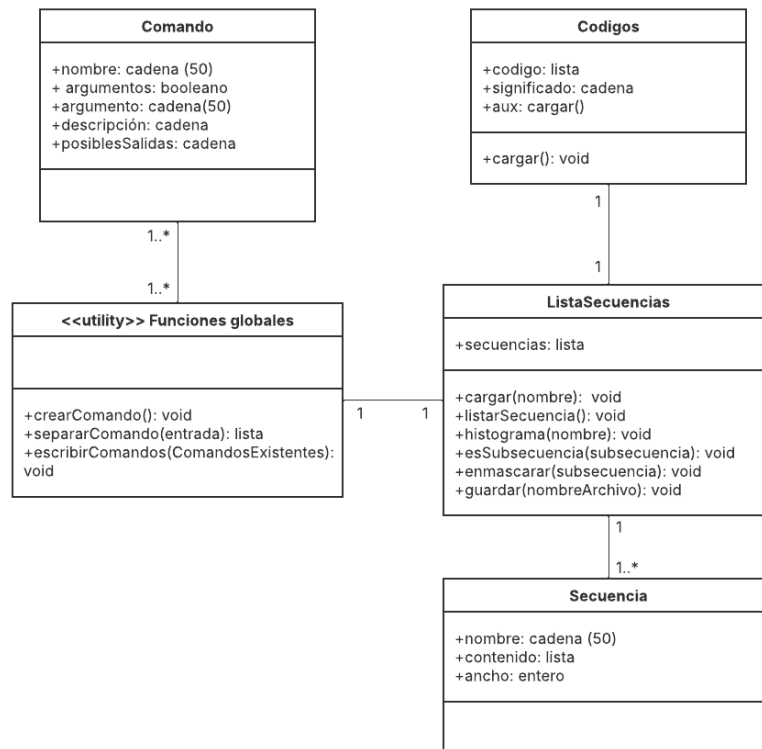 Comando
+nombre: cadena (50)
+ argumentos: booleano
+argumento: cadena(50)
+descripción: cadena
+posiblesSalidas: cadena
Codigos
+codigo: lista
+significado: cadena
+aux: cargar()
+cargar(): void
1..*
1..*
1
1
<<utility>> Funciones globales
+crearComando(): void
+separarComando(entrada): lista
+escribirComandos(ComandosExistentes):
void
1
1
ListaSecuencias
+secuencias: lista
+cargar(nombre):  void
+listarSecuencia(): void
+histograma(nombre): void
+esSubsecuencia(subsecuencia): void
+enmascarar(subsecuencia): void
+guardar(nombreArchivo): void
1
1..*
Secuencia
+nombre: cadena (50)
+contenido: lista
+ancho: entero